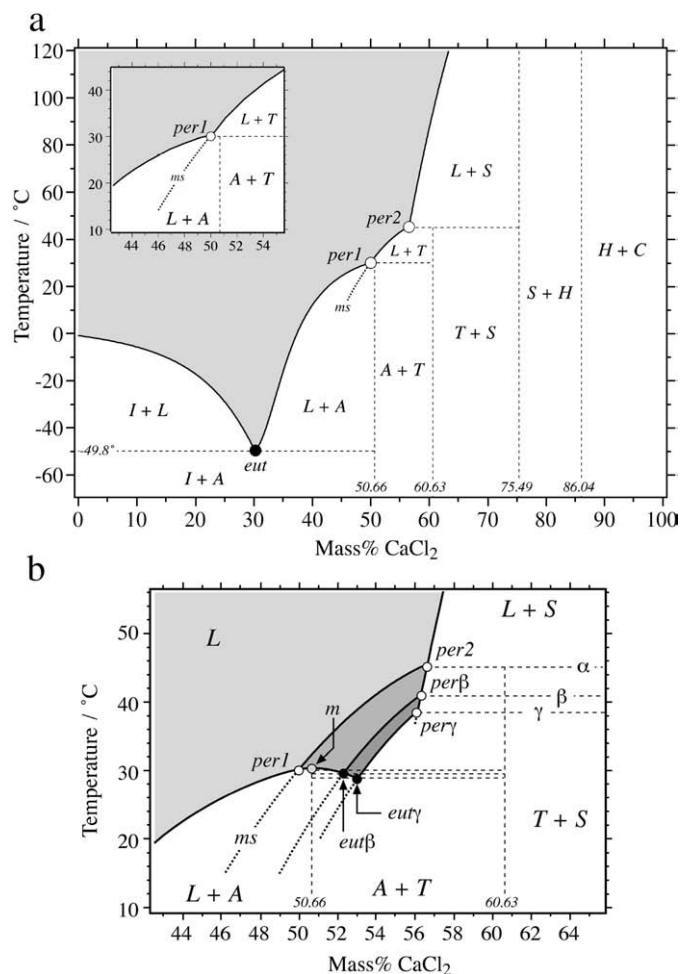 a
120
100
80
60
40
20
0
-20
-40
-60
Temperature / °C
40
30
20
10
44 46 48 50 52 54
per1
L + T
A + T
ms
L + A
per2
per1
L + T
ms
L + S
H + C
S + H
T + S
A + T
L + A
I + L
-49.8°
eut
I + A
50.66 60.63 75.49 86.04
0 10 20 30 40 50 60 70 80 90 100
Mass% CaCl2
b
50
40
30
20
10
Temperature / °C
L
L + S
per2
α
perβ
β
γ
perγ
m
per1
eutγ
eutβ
ms
T + S
L + A
A + T
50.66 60.63
44 46 48 50 52 54 56 58 60 62 64
Mass% CaCl2